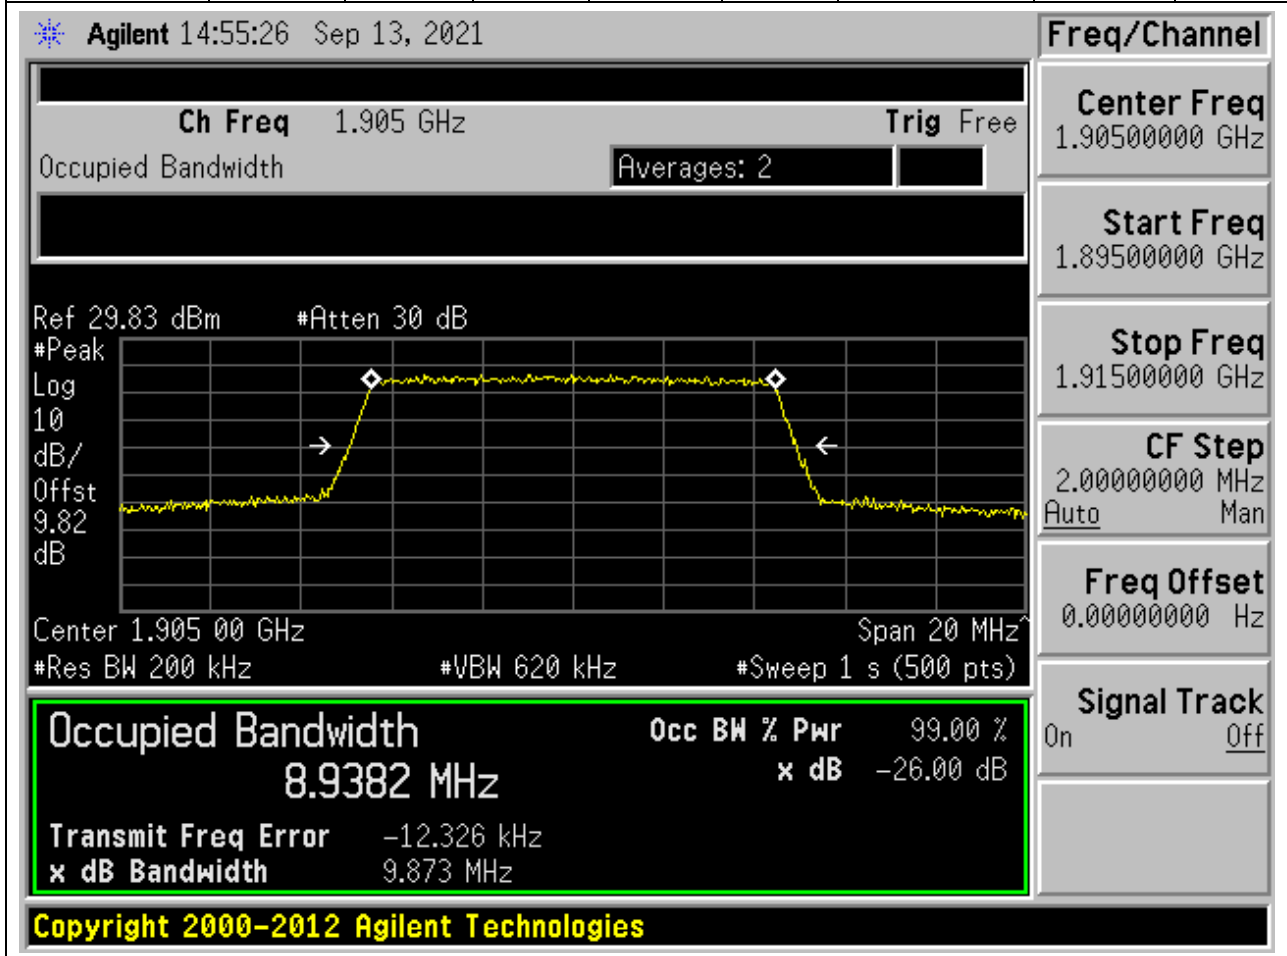 Agilent 14:55:26 Sep 13, 2021
Freq/Channel
Ch Freq 1.905 GHz Trig Free
Occupied Bandwidth Averages: 2
Center Freq
1.90500000 GHz
Start Freq
1.89500000 GHz
Stop Freq
1.91500000 GHz
CF Step
2.00000000 MHz
Auto Man
Freq Offset
0.00000000 Hz
Signal Track
On Off
Ref 29.83 dBm #Atten 30 dB
#Peak
Log
10
dB/
Offst
9.82
dB
Center 1.905 00 GHz Span 20 MHz^
#Res BW 200 kHz #VBW 620 kHz #Sweep 1 s (500 pts)
Occupied Bandwidth Occ BW % Pwr 99.00 %
8.9382 MHz x dB -26.00 dB
Transmit Freq Error -12.326 kHz
x dB Bandwidth 9.873 MHz
Copyright 2000-2012 Agilent Technologies